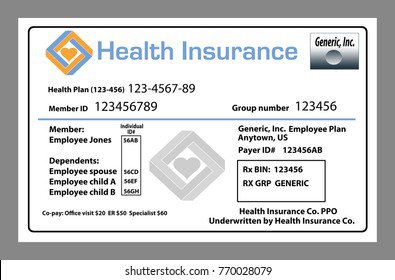 Health Insurance
Generic, Inc.
Health Plan (123-456) 123-4567-89
Member ID 123456789
Group number 123456
Member:
Individual
ID#
Employee Jones 56AB
Dependents:
Employee spouse 56CD
Employee child A 56EF
Employee child B 56GH
Generic, Inc. Employee Plan
Anytown, US
Payer ID# 123456AB
Rx BIN: 123456
RX GRP GENERIC
Co-pay: Office visit $20 ER $50 Specialist $60
Health Insurance Co. PPO
Underwritten by Health Insurance Co.
shutterstock.com • 770028079